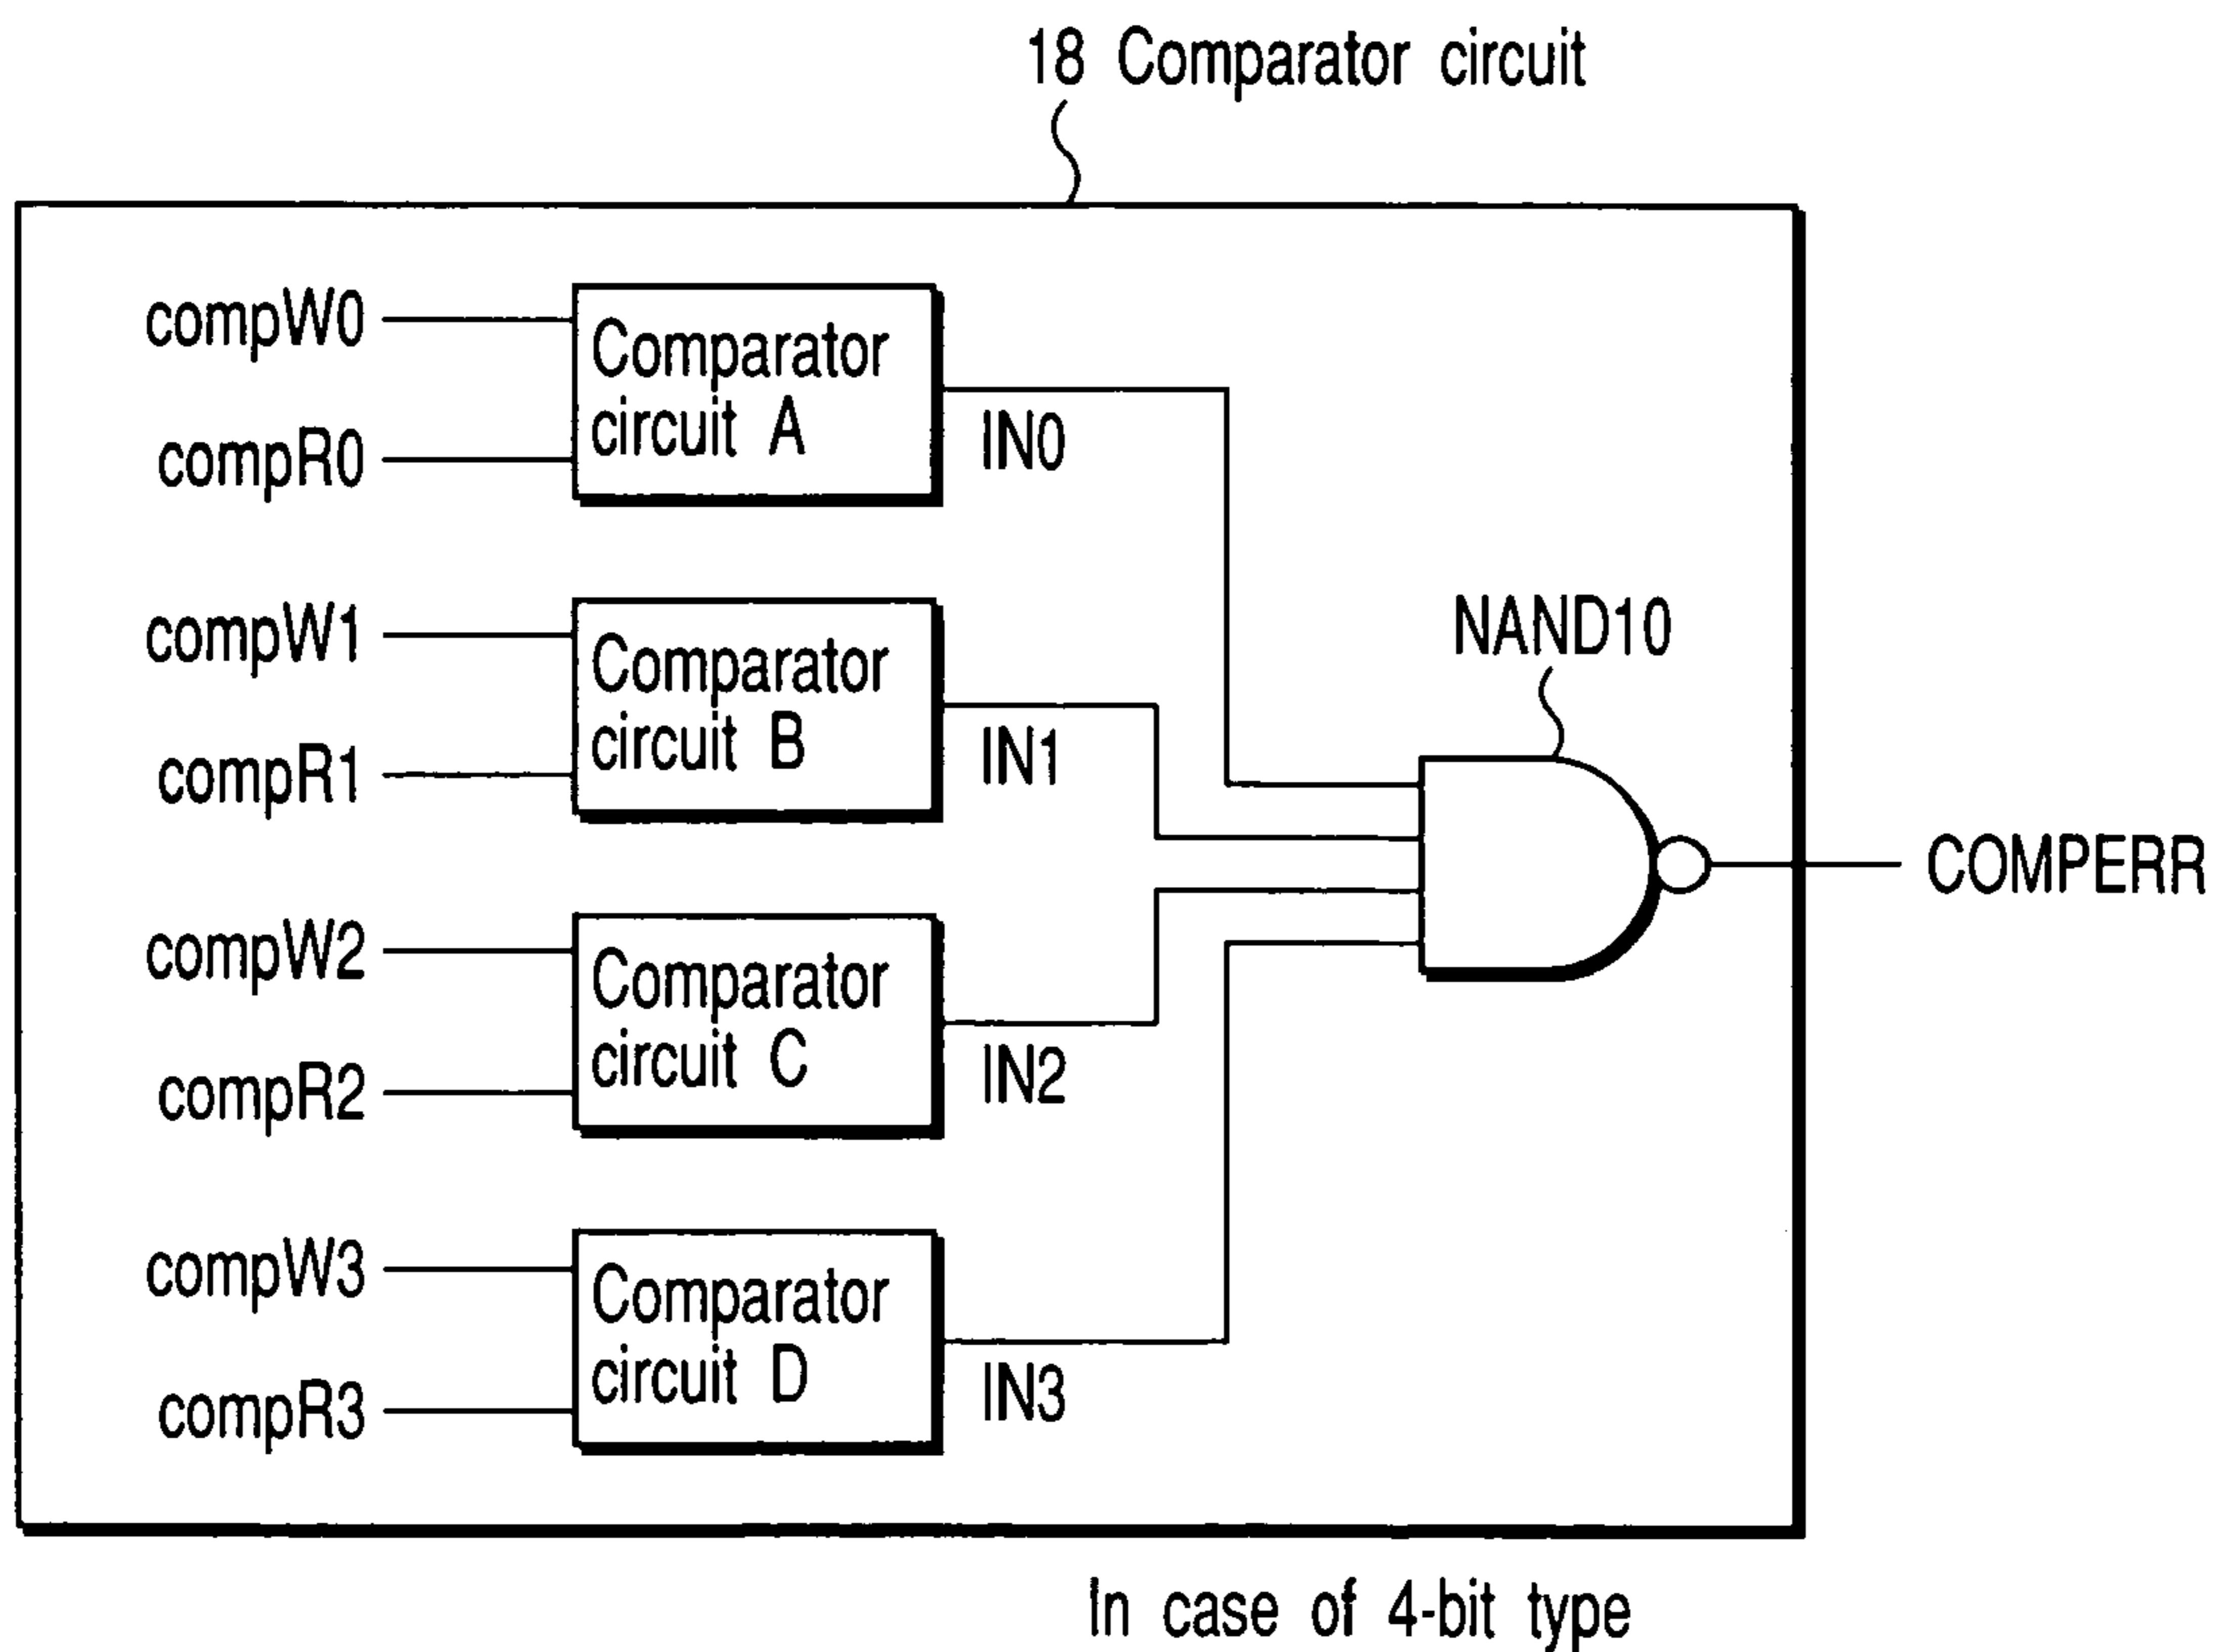 18 Comparator circuit
compW0
compR0
Comparator
circuit A
IN0
compW1
compR1
Comparator
circuit B
IN1
NAND10
COMPERR
compW2
compR2
Comparator
circuit C
IN2
compW3
compR3
Comparator
circuit D
IN3
In case of 4-bit type